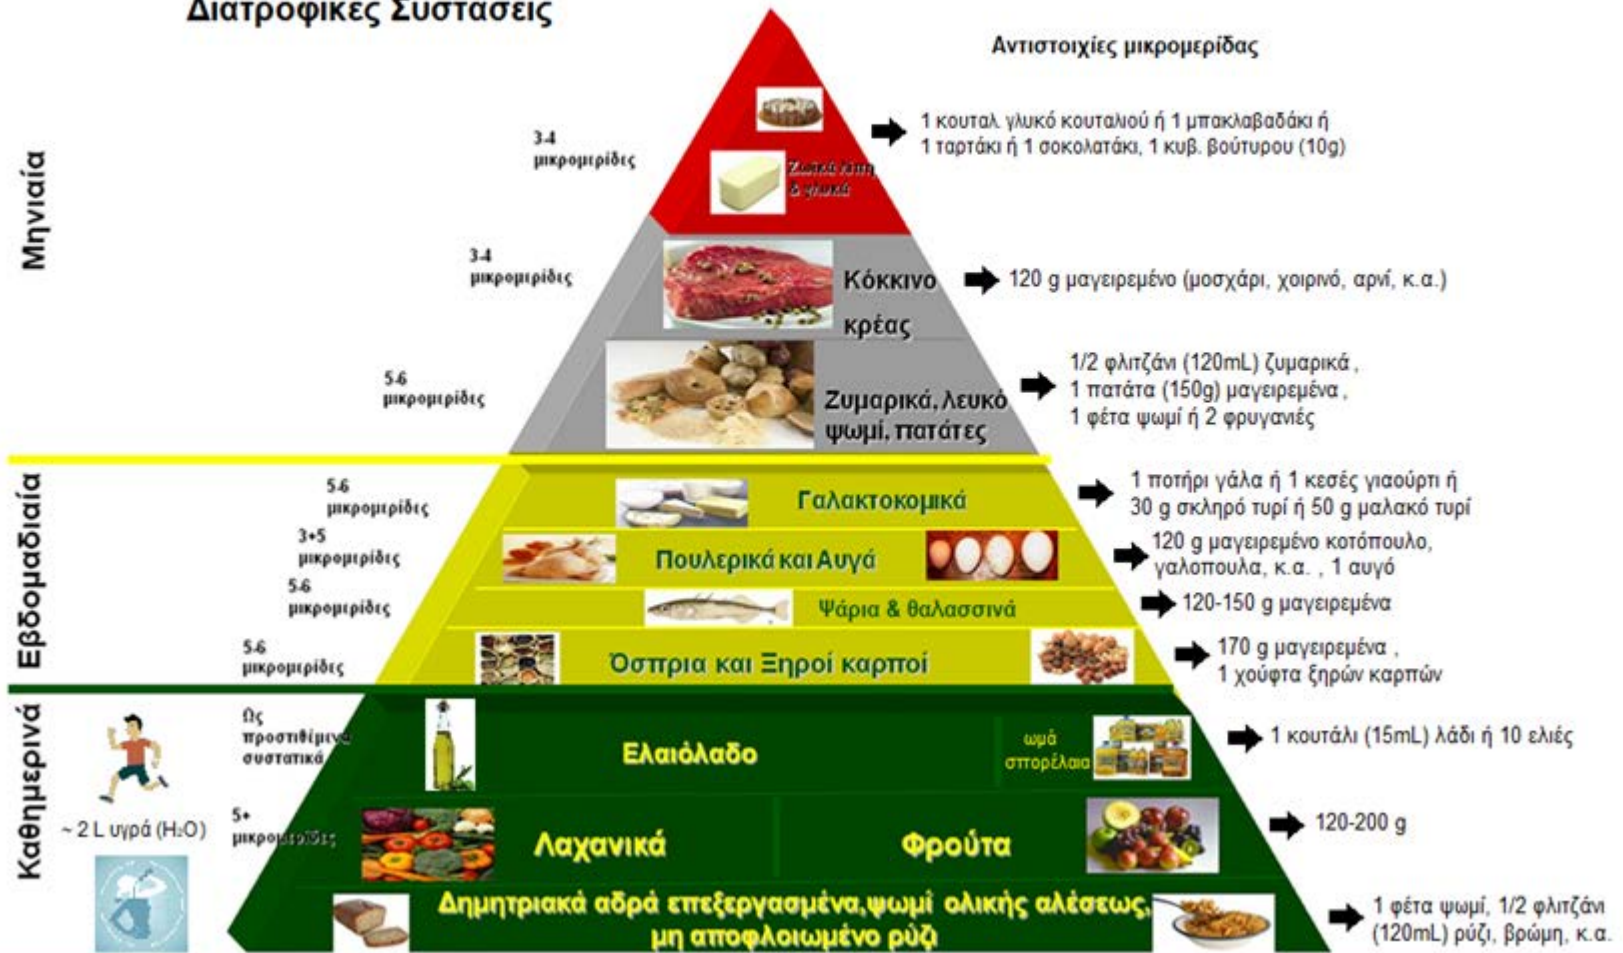 Διατροφικές Συστάσεις
Αντιστοιχίες μικρομερίδας
Μηνιαία
3-4
μικρομερίδες
Ζωϊκά λίπη
& γλυκά
1 κουταλ. γλυκό κουταλιού ή 1 μπακλαβαδάκι ή
1 ταρτάκι ή 1 σοκολατάκι, 1 κυβ. βούτυρου (10g)
3-4
μικρομερίδες
Κόκκινο
κρέας
120 g μαγειρεμένο (μοσχάρι, χοιρινό, αρνί, κ.α.)
5-6
μικρομερίδες
Ζυμαρικά, λευκό
ψωμί, πατάτες
1/2 φλιτζάνι (120mL) ζυμαρικά ,
1 πατάτα (150g) μαγειρεμένα ,
1 φέτα ψωμί ή 2 φρυγανιές
Εβδομαδιαία
5-6
μικρομερίδες
Γαλακτοκομικά
1 ποτήρι γάλα ή 1 κεσές γιαούρτι ή
30 g σκληρό τυρί ή 50 g μαλακό τυρί
3+5
μικρομερίδες
Πουλερικά και Αυγά
120 g μαγειρεμένο κοτόπουλο,
γαλοπουλα, κ.α. , 1 αυγό
5-6
μικρομερίδες
Ψάρια & θαλασσινά
120-150 g μαγειρεμένα
5-6
μικρομερίδες
Όσπρια και Ξηροί καρποί
170 g μαγειρεμένα ,
1 χούφτα ξηρών καρπών
Καθημερινά
Ως
προστιθέμενα
συστατικά
Ελαιόλαδο
ωμά
σπορέλαια
1 κουτάλι (15mL) λάδι ή 10 ελιές
~ 2 L υγρά (H₂O)
5+
μικρομερίδες
Λαχανικά
Φρούτα
120-200 g
Δημητριακά αδρά επεξεργασμένα,ψωμί ολικής αλέσεως,
μη αποφλοιωμένο ρύζι
1 φέτα ψωμί, 1/2 φλιτζάνι
(120mL) ρύζι, βρώμη, κ.α.